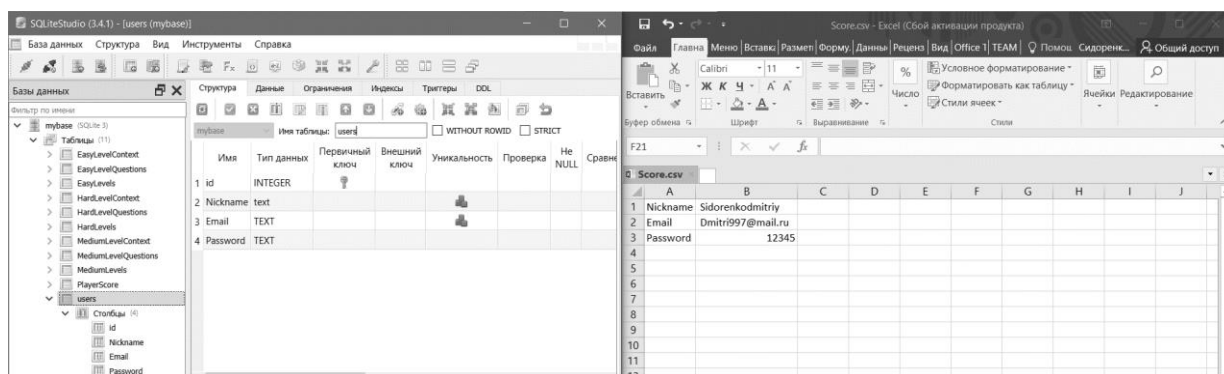 SQLiteStudio (3.4.1) - [users (mybase)]
База данных Структура Вид Инструменты Справка
Базы данных
Фильтр по имени
mybase (SQLite 3)
Таблицы (11)
EasyLevelContext
EasyLevelQuestions
EasyLevels
HardLevelContext
HardLevelQuestions
HardLevels
MediumLevelContext
MediumLevelQuestions
MediumLevels
PlayerScore
users
Столбцы (4)
id
Nickname
Email
Password
Структура Данные Ограничения Индексы Триггеры DDL
mybase Имя таблицы: users WITHOUT ROWID STRICT
Имя Тип данных Первичный ключ Внешний ключ Уникальность Проверка Не NULL Сравне
1 id INTEGER
2 Nickname text
3 Email TEXT
4 Password TEXT
Score.csv - Excel (Сбой активации продукта)
Файл Главна Меню Вставка Размет Форму. Данны Реценз Вид Office T TEAM Помощ Сидоренк... Общий доступ
Вставить
Calibri 11
Ж К Ч
Число
Условное форматирование
Форматировать как таблицу
Стили ячеек
Ячейки Редактирование
Буфер обмена Шрифт Выравнивание Стили
F21 fx
Score.csv
A B C D E F G H I J
1 Nickname Sidorenkodmitriy
2 Email Dmitri997@mail.ru
3 Password 12345
4
5
6
7
8
9
10
11